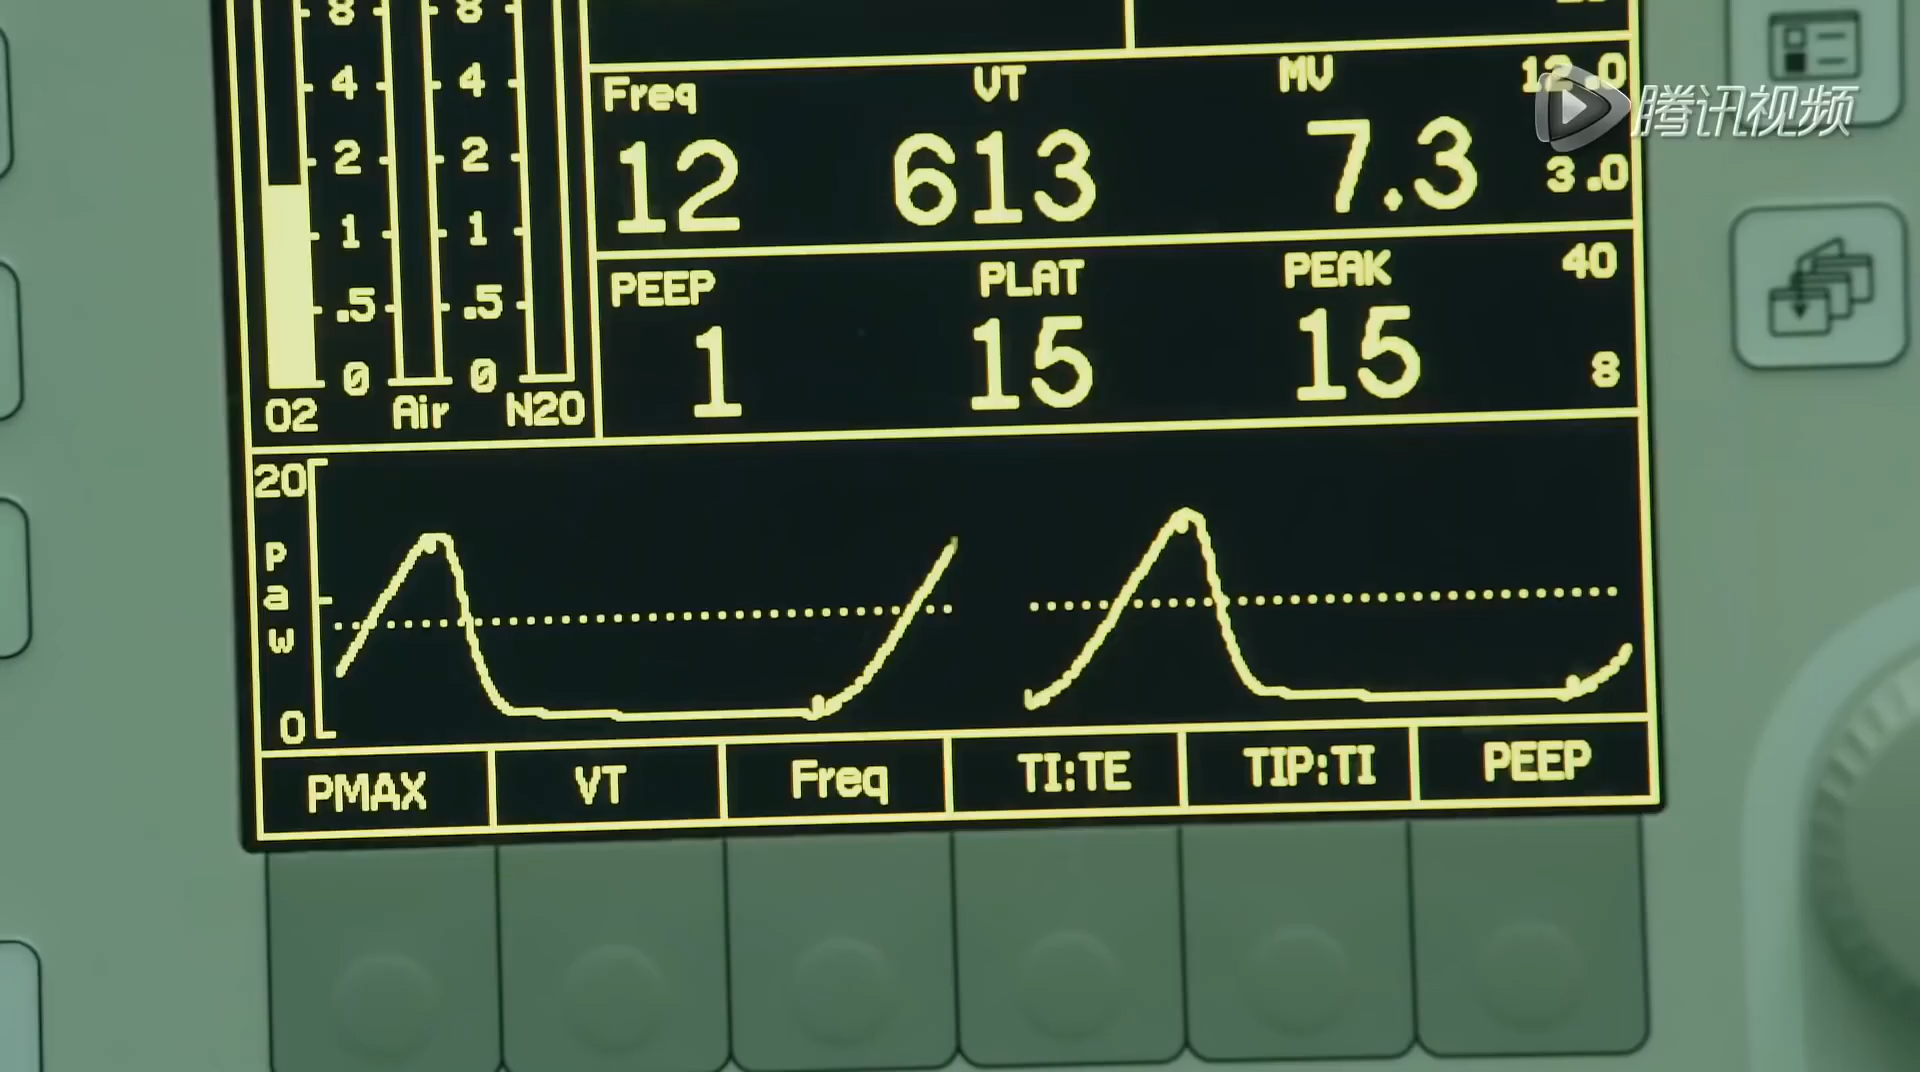 8 8
4 4
2 2
1 1
.5 .5
0 0
O2 Air N2O
Freq VT MV 12.0
12 613 7.3 3.0
PEEP PLAT PEAK 40
1 15 15 8
20
Paw
0
PMAX VT Freq TI:TE TIP:TI PEEP
腾讯视频